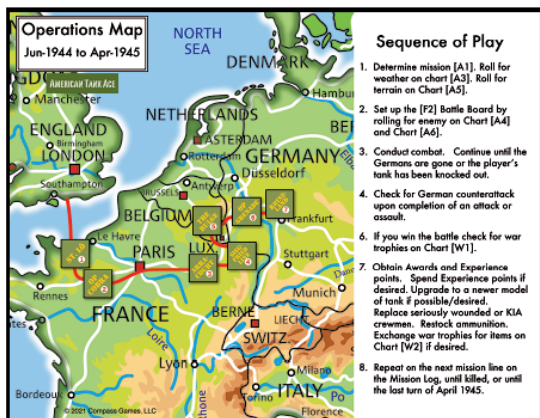 Operations Map
Jun-1944 to Apr-1945
AMERICAN TANK ACE
NORTH
SEA
DENMARK
Manchester
Hambu
NETHERLANDS
ENGLAND
Birmingham
LONDON
ASTERDAM
Rotterdam
GERMANY
Elb
Southampton
Antwerp
Düsseldorf
BRUSSELS
BELGIUM
Frankfurt
Le Havre
LUX.
PARIS
Stuttgart
Rennes
Munich
FRANCE
BERNE
LIECHT.
SWITZ.
Loire
Lyon
Milano
Torino
Po
Bordeaux
ITALY
Florence
© 2021 Compass Games, LLC
Sequence of Play
1. Determine mission [A1]. Roll for
weather on chart [A3]. Roll for
terrain on Chart [A5].
2. Set up the [F2] Battle Board by
rolling for enemy on Chart [A4]
and Chart [A6].
3. Conduct combat. Continue until the
Germans are gone or the player's
tank has been knocked out.
4. Check for German counterattack
upon completion of an attack or
assault.
6. If you win the battle check for war
trophies on Chart [W1].
7. Obtain Awards and Experience
points. Spend Experience points if
desired. Upgrade to a newer model
of tank if possible/desired.
Replace seriously wounded or KIA
crewmen. Restock ammunition.
Exchange war trophies for items on
Chart [W2] if desired.
8. Repeat on the next mission line on
the Mission Log, until killed, or until
the last turn of April 1945.